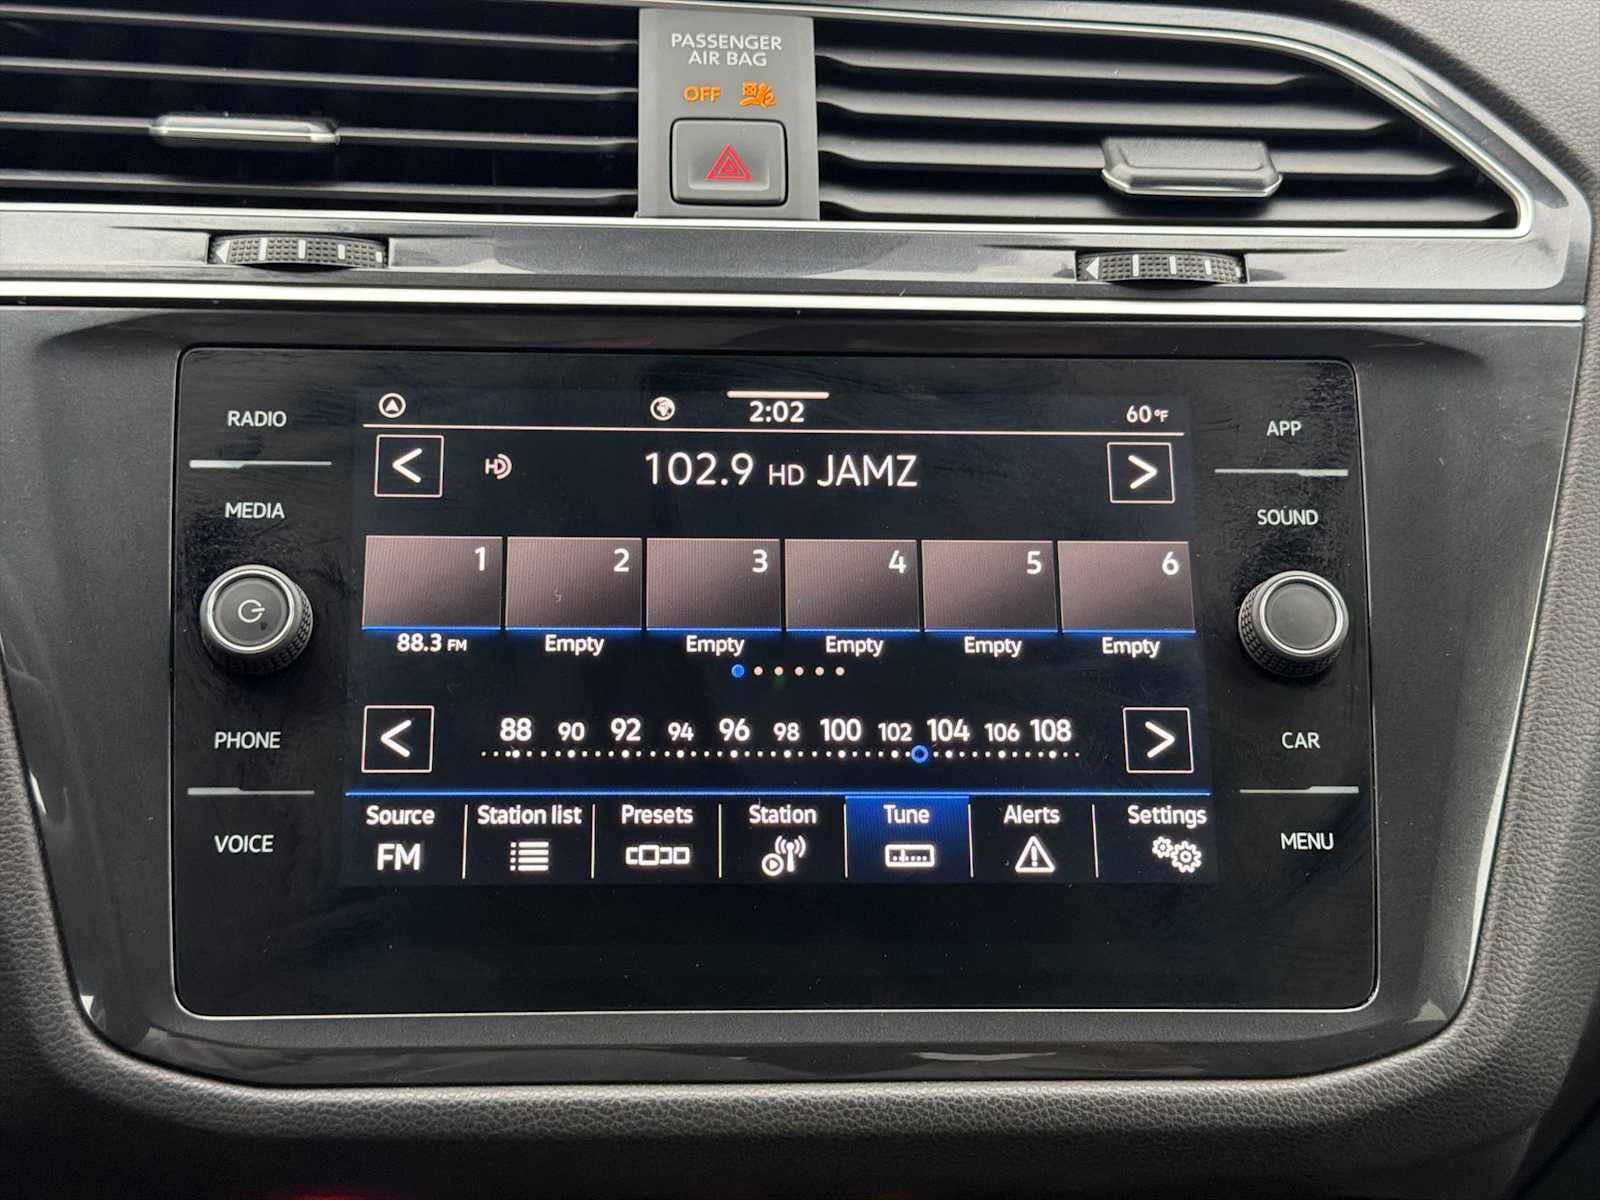 PASSENGER
AIR BAG
OFF
2:02
60°F
RADIO
MEDIA
PHONE
VOICE
HD
102.9 HD JAMZ
1 2 3 4 5 6
88.3 FM Empty Empty Empty Empty Empty
88 90 92 94 96 98 100 102 104 106 108
Source Station list Presets Station Tune Alerts Settings
FM
APP
SOUND
CAR
MENU